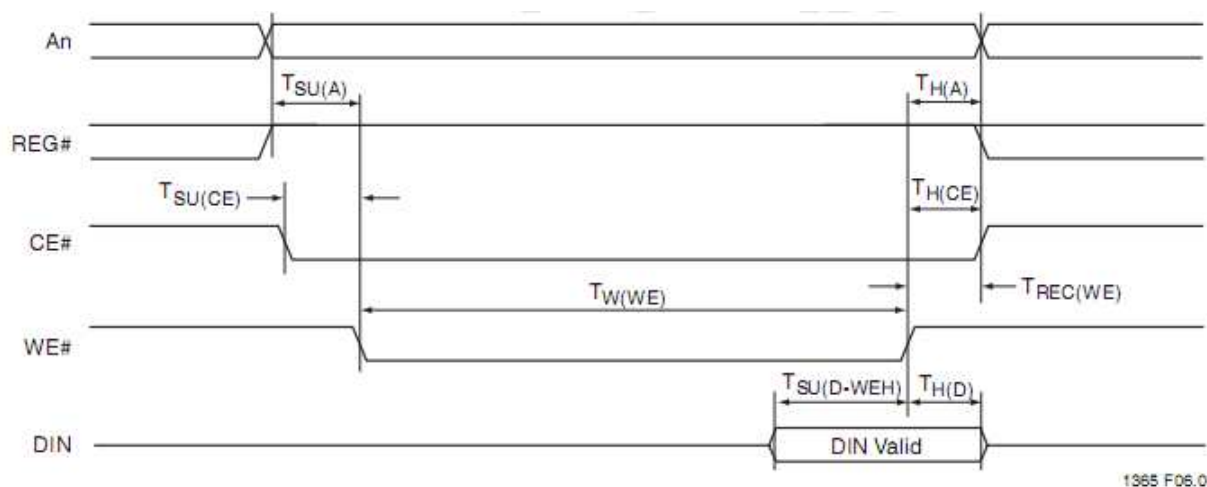 An
TSU(A)
TH(A)
REG#
TSU(CE)
TH(CE)
CE#
TW(WE)
TREC(WE)
WE#
TSU(D-WEH)
TH(D)
DIN
DIN Valid
1365 F06.0